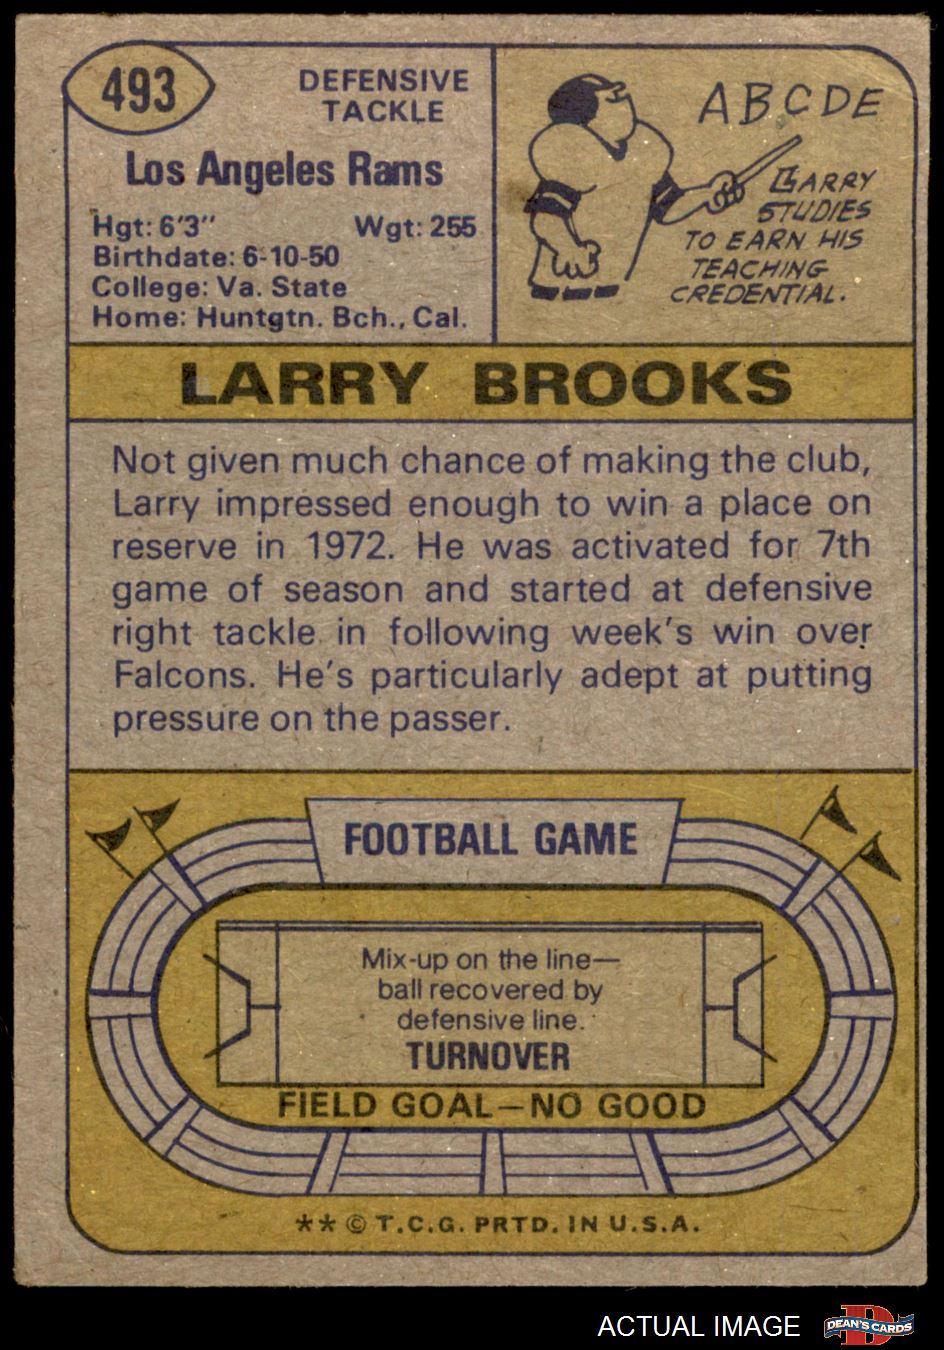 493
DEFENSIVE
TACKLE
Los Angeles Rams
Hgt: 6'3" Wgt: 255
Birthdate: 6-10-50
College: Va. State
Home: Huntgtn. Bch., Cal.
ABCDE
LARRY
STUDIES
TO EARN HIS
TEACHING
CREDENTIAL.
LARRY BROOKS
Not given much chance of making the club,
Larry impressed enough to win a place on
reserve in 1972. He was activated for 7th
game of season and started at defensive
right tackle in following week's win over
Falcons. He's particularly adept at putting
pressure on the passer.
FOOTBALL GAME
Mix-up on the line—
ball recovered by
defensive line.
TURNOVER
FIELD GOAL—NO GOOD
** © T.C.G. PRTD. IN U.S.A.
ACTUAL IMAGE
D
DEAN'S CARDS